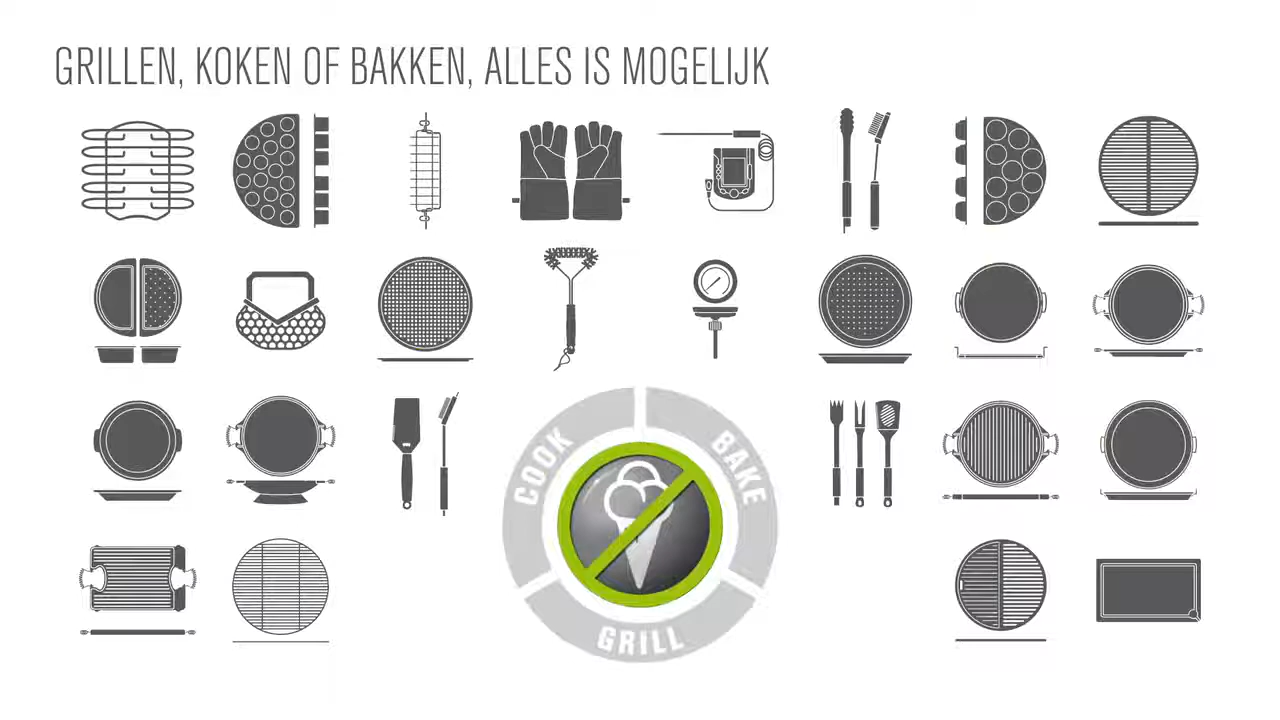 GRILLEN, KOKEN OF BAKKEN, ALLES IS MOGELIJK
COOK
BAKE
GRILL